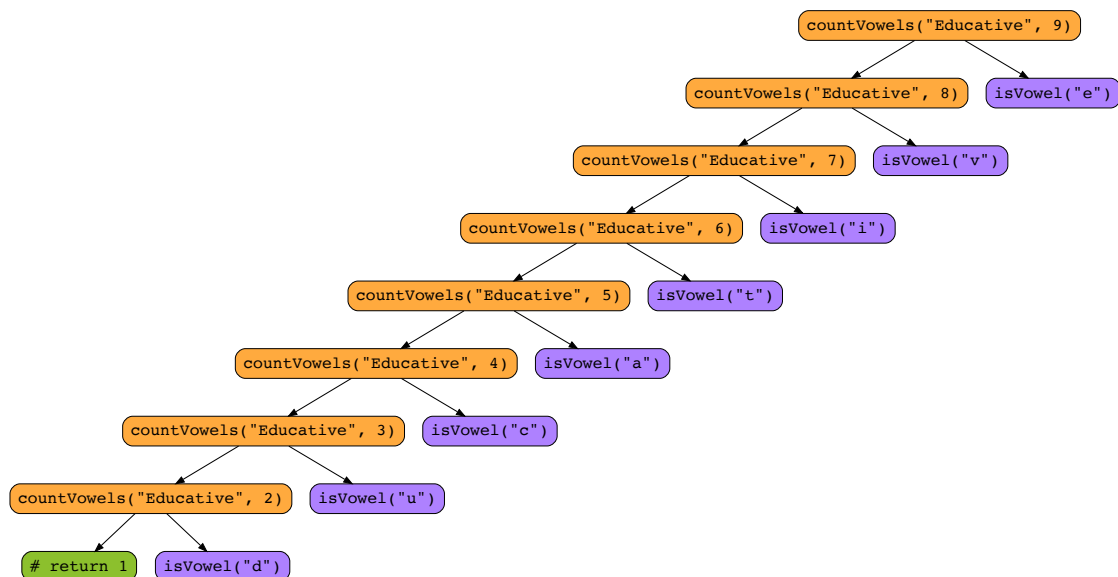 countVowels("Educative", 9)
countVowels("Educative", 8)
isVowel("e")
countVowels("Educative", 7)
isVowel("v")
countVowels("Educative", 6)
isVowel("i")
countVowels("Educative", 5)
isVowel("t")
countVowels("Educative", 4)
isVowel("a")
countVowels("Educative", 3)
isVowel("c")
countVowels("Educative", 2)
isVowel("u")
# return 1
isVowel("d")